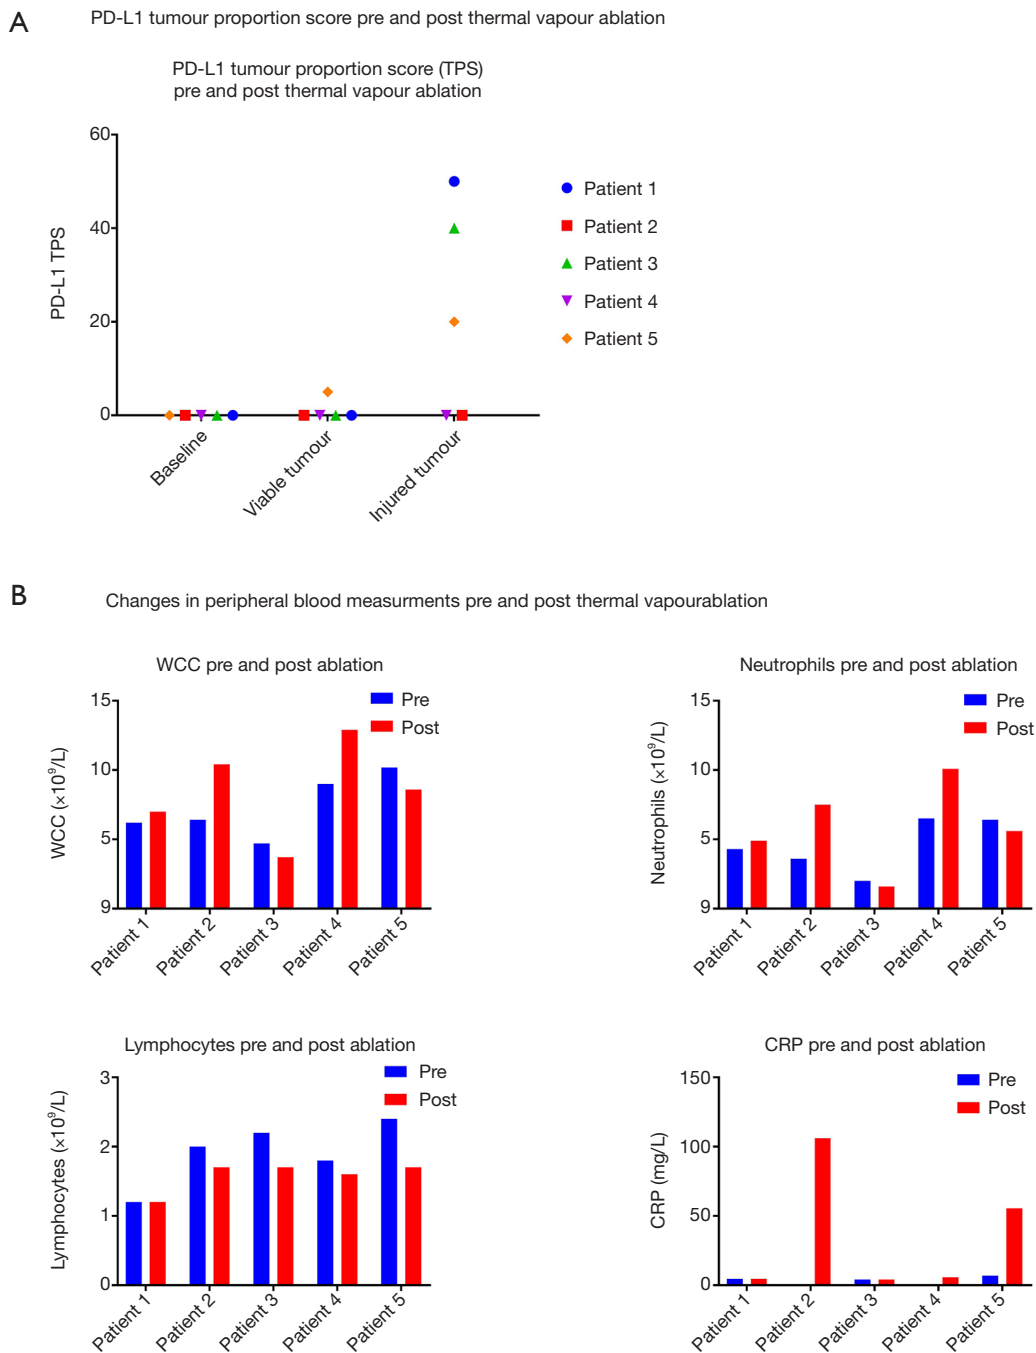 A
PD-L1 tumour proportion score pre and post thermal vapour ablation
PD-L1 tumour proportion score (TPS)
pre and post thermal vapour ablation
60
40
20
0
PD-L1 TPS
Baseline
Viable tumour
Injured tumour
Patient 1
Patient 2
Patient 3
Patient 4
Patient 5
B
Changes in peripheral blood measurments pre and post thermal vapourablation
WCC pre and post ablation
15
10
5
9
WCC (×10⁹/L)
Pre
Post
Patient 1
Patient 2
Patient 3
Patient 4
Patient 5
Neutrophils pre and post ablation
15
10
5
9
Neutrophils (×10⁹/L)
Pre
Post
Patient 1
Patient 2
Patient 3
Patient 4
Patient 5
Lymphocytes pre and post ablation
3
2
1
0
Lymphocytes (×10⁹/L)
Pre
Post
Patient 1
Patient 2
Patient 3
Patient 4
Patient 5
CRP pre and post ablation
150
100
50
0
CRP (mg/L)
Pre
Post
Patient 1
Patient 2
Patient 3
Patient 4
Patient 5